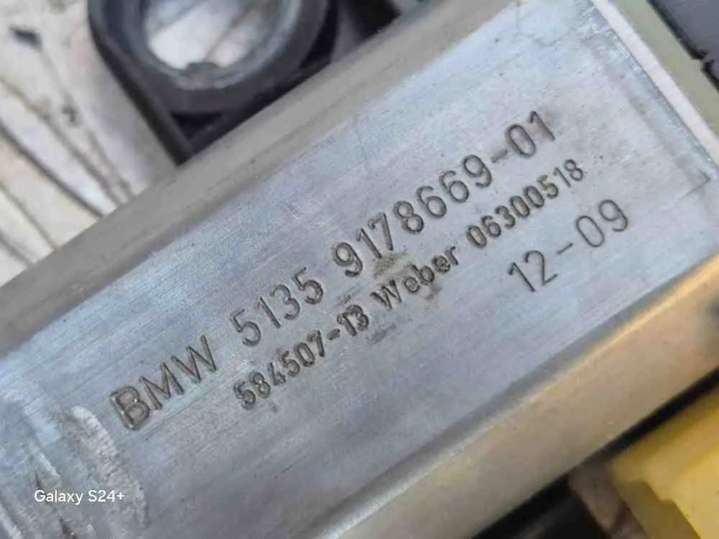 BMW 5135 9178669-01
584507-13 Weber 06300518
12-09
Galaxy S24+